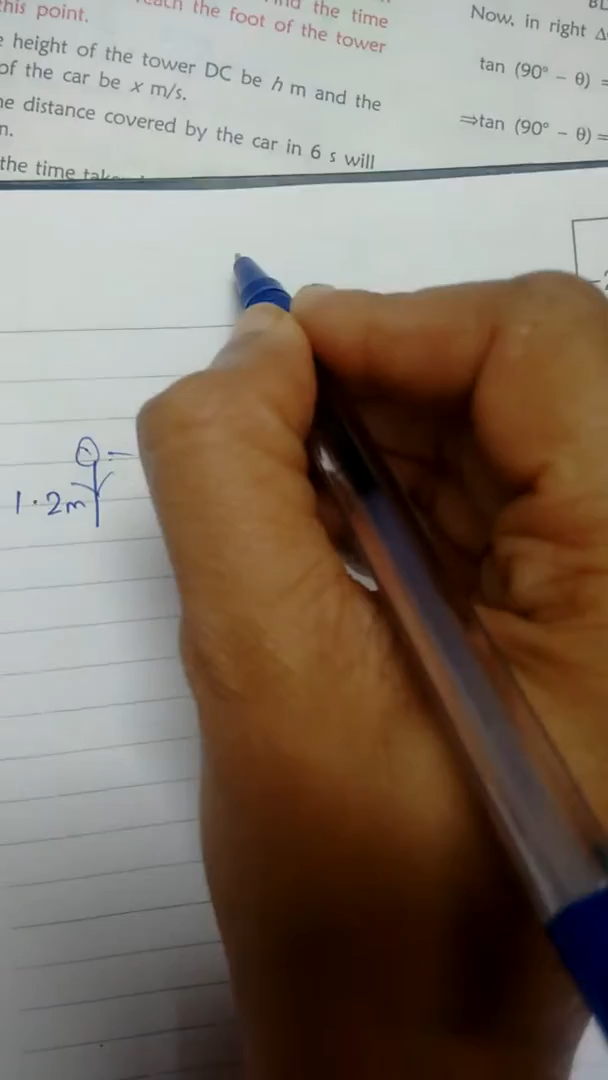 this point.
the time
the foot of the tower
height of the tower DC be h m and the
of the car be x m/s.
distance covered by the car in 6 s will
n.
the time
Now, in right Δ
tan (90° − θ) =
⇒tan (90° − θ) =
1.2m